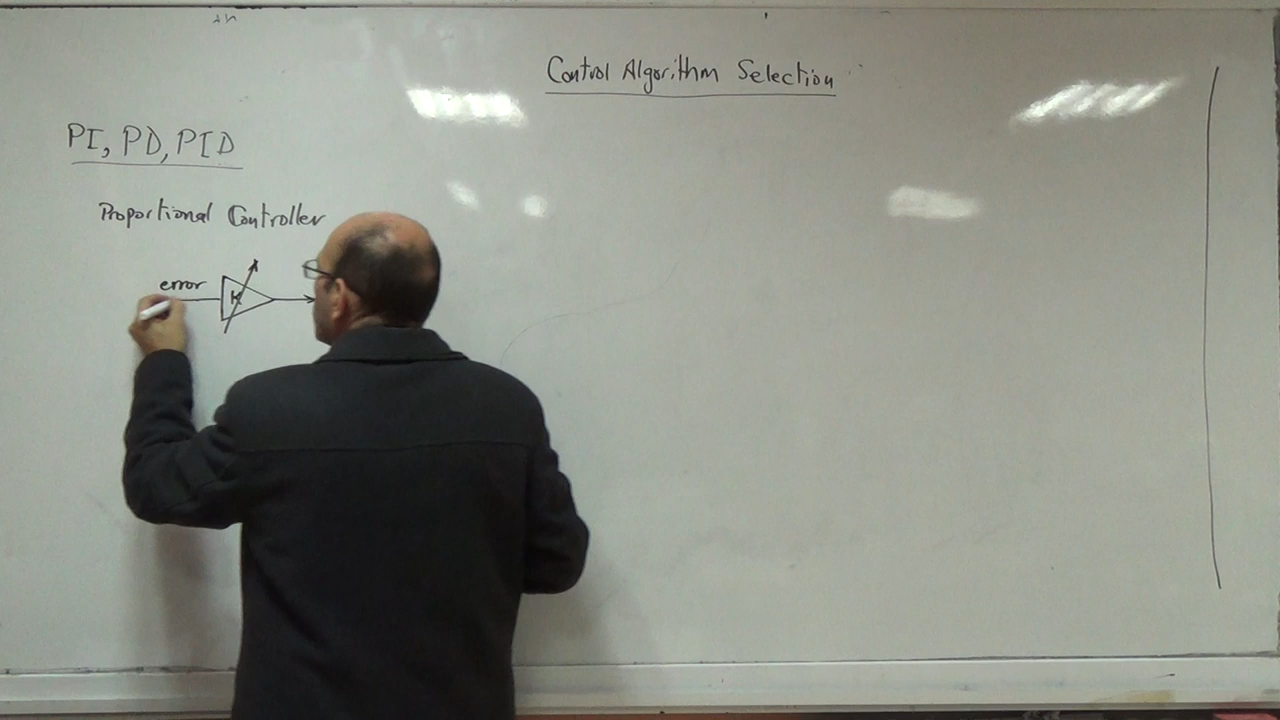 Control Algorithm Selection
PI, PD, PID
Proportional Controller
error
K